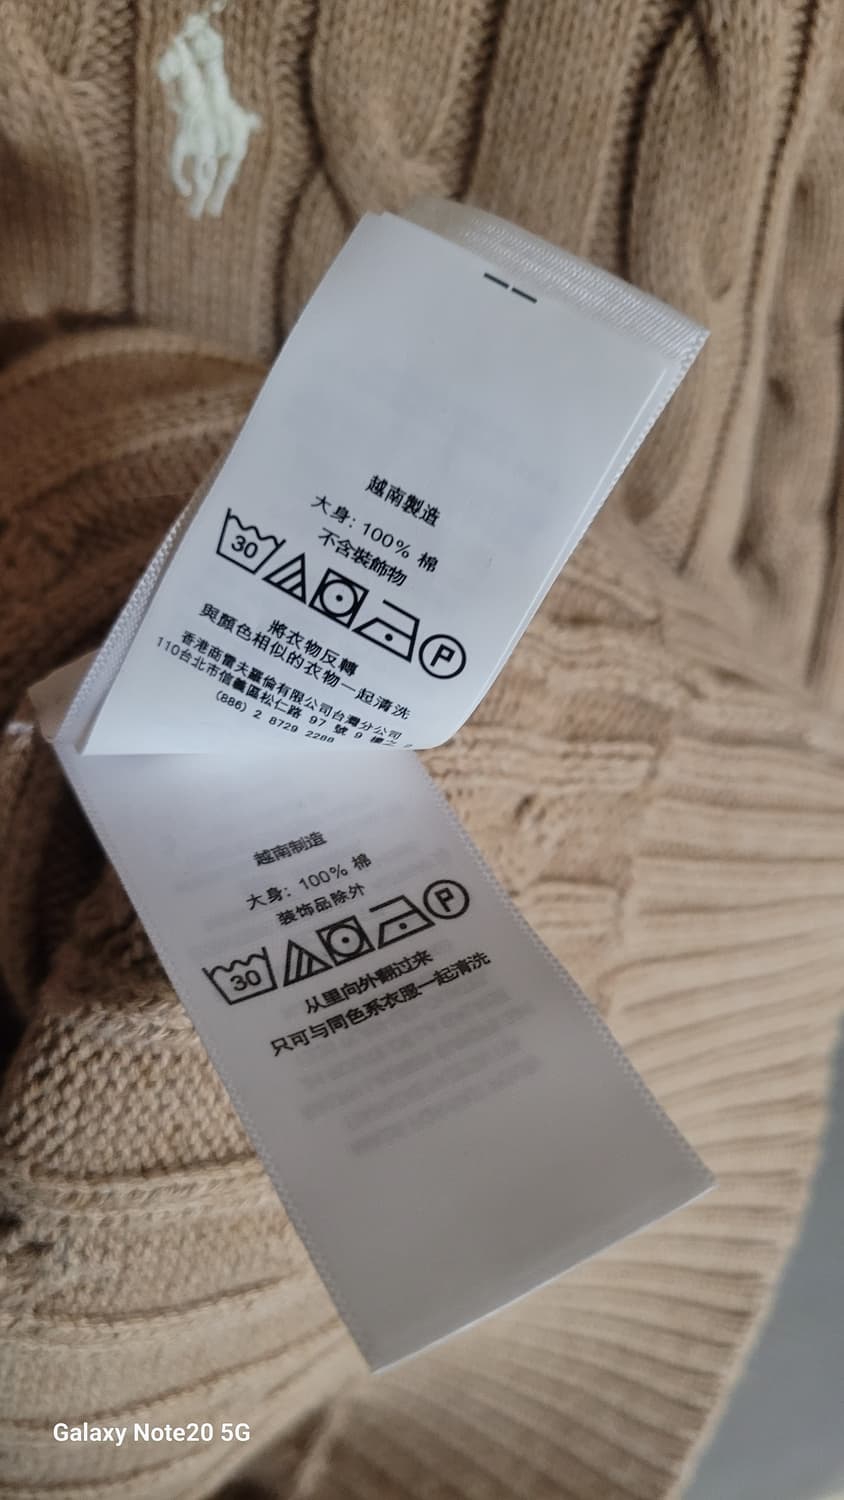 越南製造
大身: 100% 棉
不含裝飾物
30
P
將衣物反轉
與顏色相似的衣物一起清洗
香港商雷夫羅倫有限公司台灣分公司
110台北市信義區松仁路 97 號 9 樓之
(886) 2 8729 2288
越南制造
大身: 100% 棉
装饰品除外
30
P
从里向外翻过来
只可与同色系衣服一起清洗
Galaxy Note20 5G